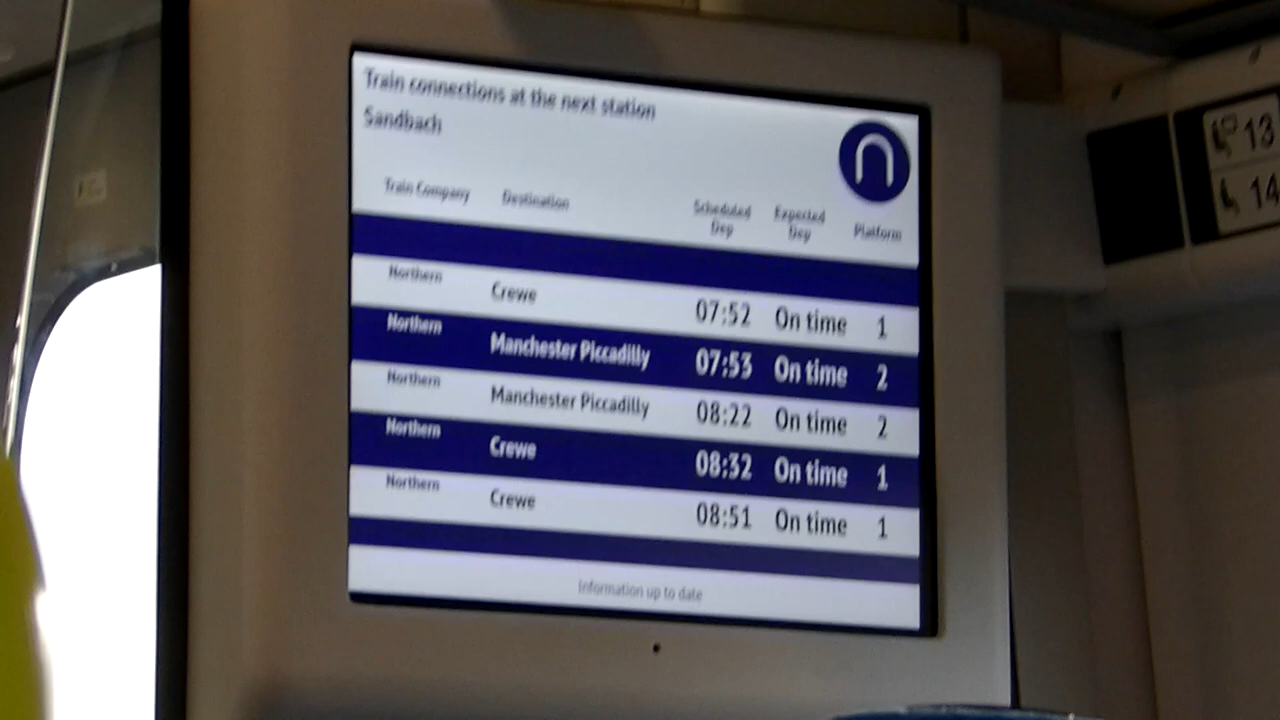 Train connections at the next station
Sandbach
Train Company Destination Scheduled Dep Expected Dep Platform
Northern Crewe 07:52 On time 1
Northern Manchester Piccadilly 07:53 On time 2
Northern Manchester Piccadilly 08:22 On time 2
Northern Crewe 08:32 On time 1
Northern Crewe 08:51 On time 1
Information up to date
13
14